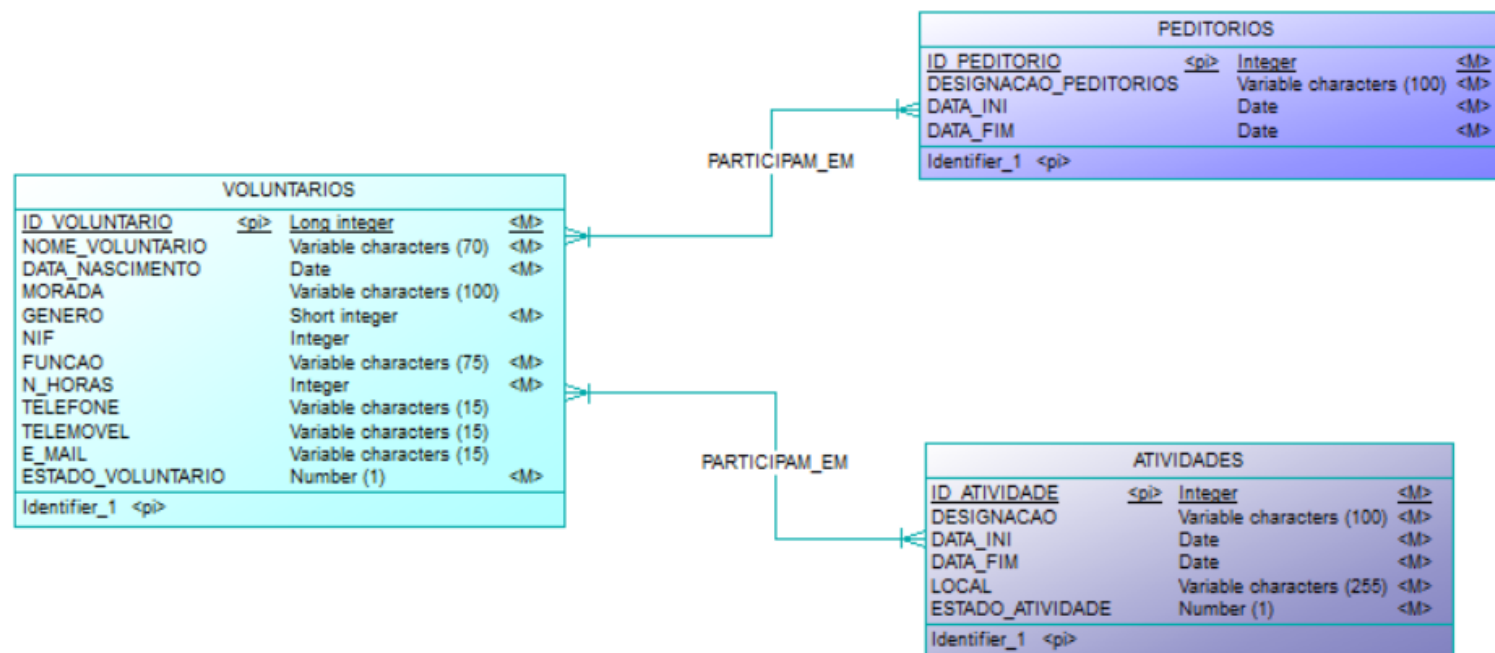 PEDITORIOS
ID_PEDITORIO <pi> Integer <M>
DESIGNACAO_PEDITORIOS Variable characters (100) <M>
DATA_INI Date <M>
DATA_FIM Date <M>
Identifier_1 <pi>
PARTICIPAM_EM
VOLUNTARIOS
ID_VOLUNTARIO <pi> Long integer <M>
NOME_VOLUNTARIO Variable characters (70) <M>
DATA_NASCIMENTO Date <M>
MORADA Variable characters (100)
GENERO Short integer <M>
NIF Integer
FUNCAO Variable characters (75) <M>
N_HORAS Integer <M>
TELEFONE Variable characters (15)
TELEMOVEL Variable characters (15)
E_MAIL Variable characters (15)
ESTADO_VOLUNTARIO Number (1) <M>
Identifier_1 <pi>
PARTICIPAM_EM
ATIVIDADES
ID_ATIVIDADE <pi> Integer <M>
DESIGNACAO Variable characters (100) <M>
DATA_INI Date <M>
DATA_FIM Date <M>
LOCAL Variable characters (255) <M>
ESTADO_ATIVIDADE Number (1) <M>
Identifier_1 <pi>